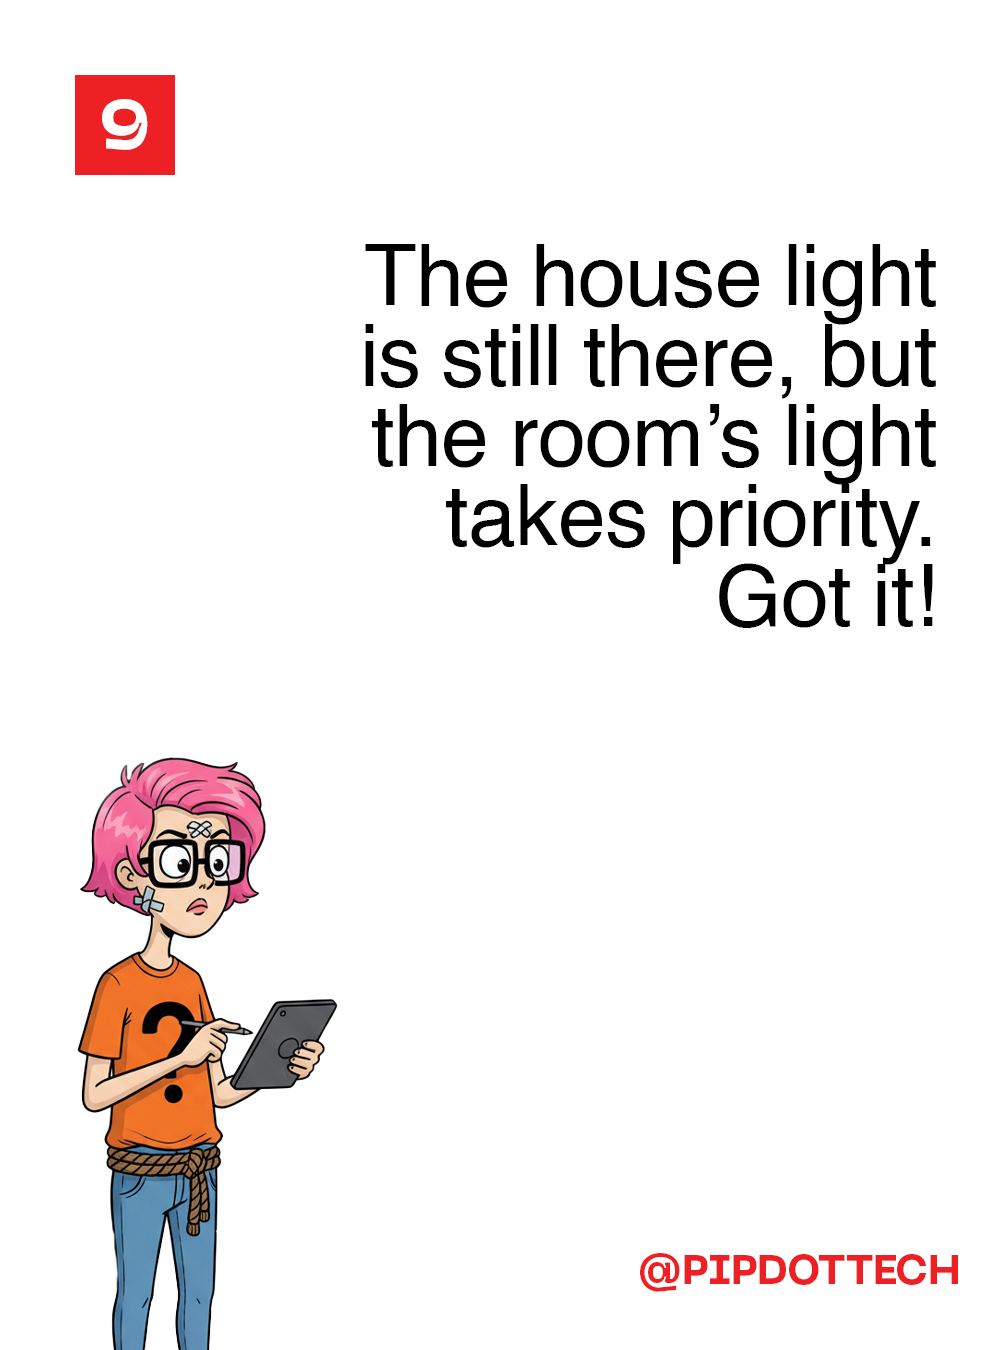 9
The house light
is still there, but
the room’s light
takes priority.
Got it!
?
@PIPDOTTECH